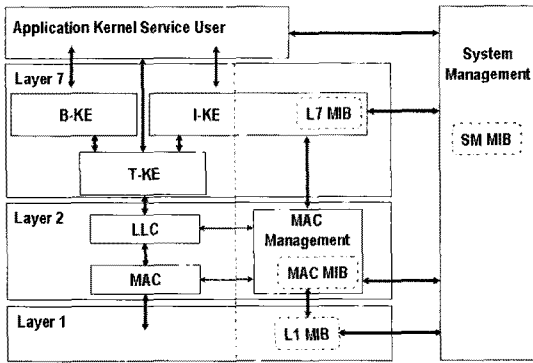 Application Kernel Service User
System
Management
SM MIB
Layer 7
B-KE
I-KE
L7 MIB
T-KE
Layer 2
LLC
MAC
MAC
Management
MAC MIB
Layer 1
L1 MIB